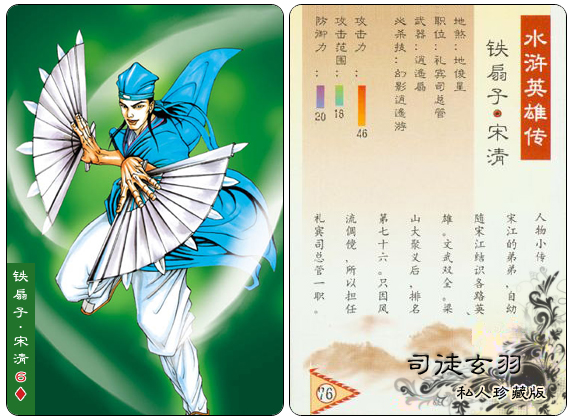 铁扇子·宋清6♦
水浒英雄传
铁扇子·宋清
地煞:地俊星
职位:礼宾司总管
武器:逍遥扇
必杀技:幻影逍遥游
攻击力:46
攻击范围:16
防御力:20
人物小传
宋江的弟弟,自幼
随宋江结识各路英
雄。文武双全。梁
山大聚义后,排名
第七十六。只因风
流倜傥,所以担任
礼宾司总管一职。
76
司徒玄羽
私人珍藏版